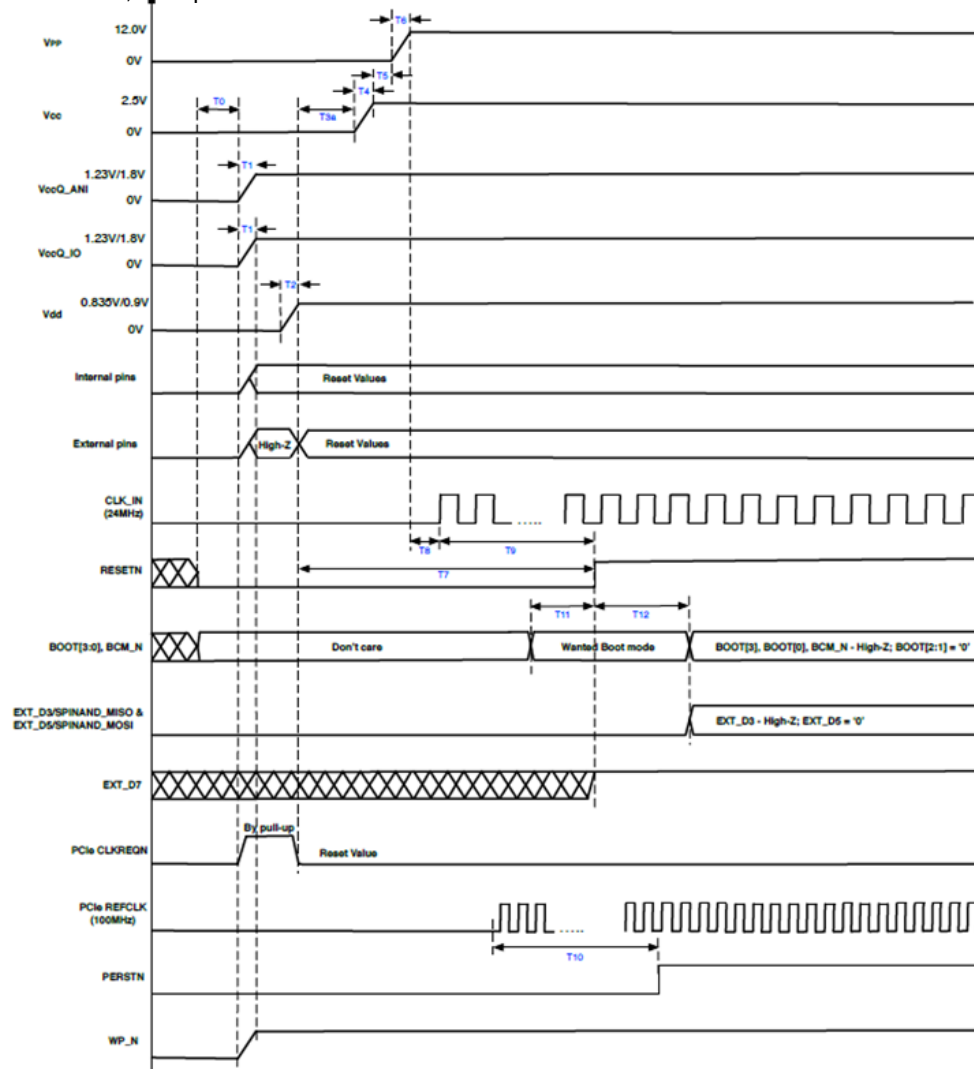 T6
12.0V
VPP
0V
T5
T4
2.5V
T0
Vcc
T3a
0V
T1
1.23V/1.8V
VccQ_ANI
0V
T1
1.23V/1.8V
VccQ_IO
0V
T2
0.835V/0.9V
Vdd
0V
Internal pins
Reset Values
External pins
High-Z
Reset Values
CLK_IN
(24MHz)
.....
T8
T9
RESETN
T7
T11
T12
BOOT[3:0], BCM_N
Don't care
Wanted Boot mode
BOOT[3], BOOT[0], BCM_N - High-Z; BOOT[2:1] = '0'
EXT_D3/SPINAND_MISO &
EXT_D5/SPINAND_MOSI
EXT_D3 - High-Z; EXT_D5 = '0'
EXT_D7
By pull-up
PCIe CLKREQN
Reset Value
PCIe REFCLK
(100MHz)
.....
T10
PERSTN
WP_N